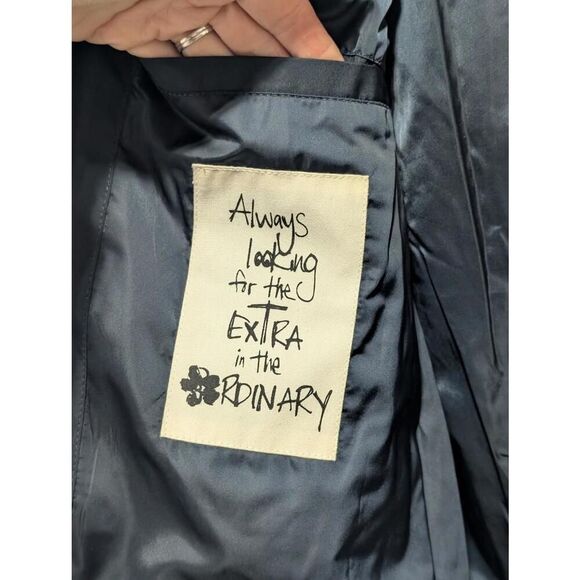 Always
looking
for the
EXTRA
in the
ORDINARY